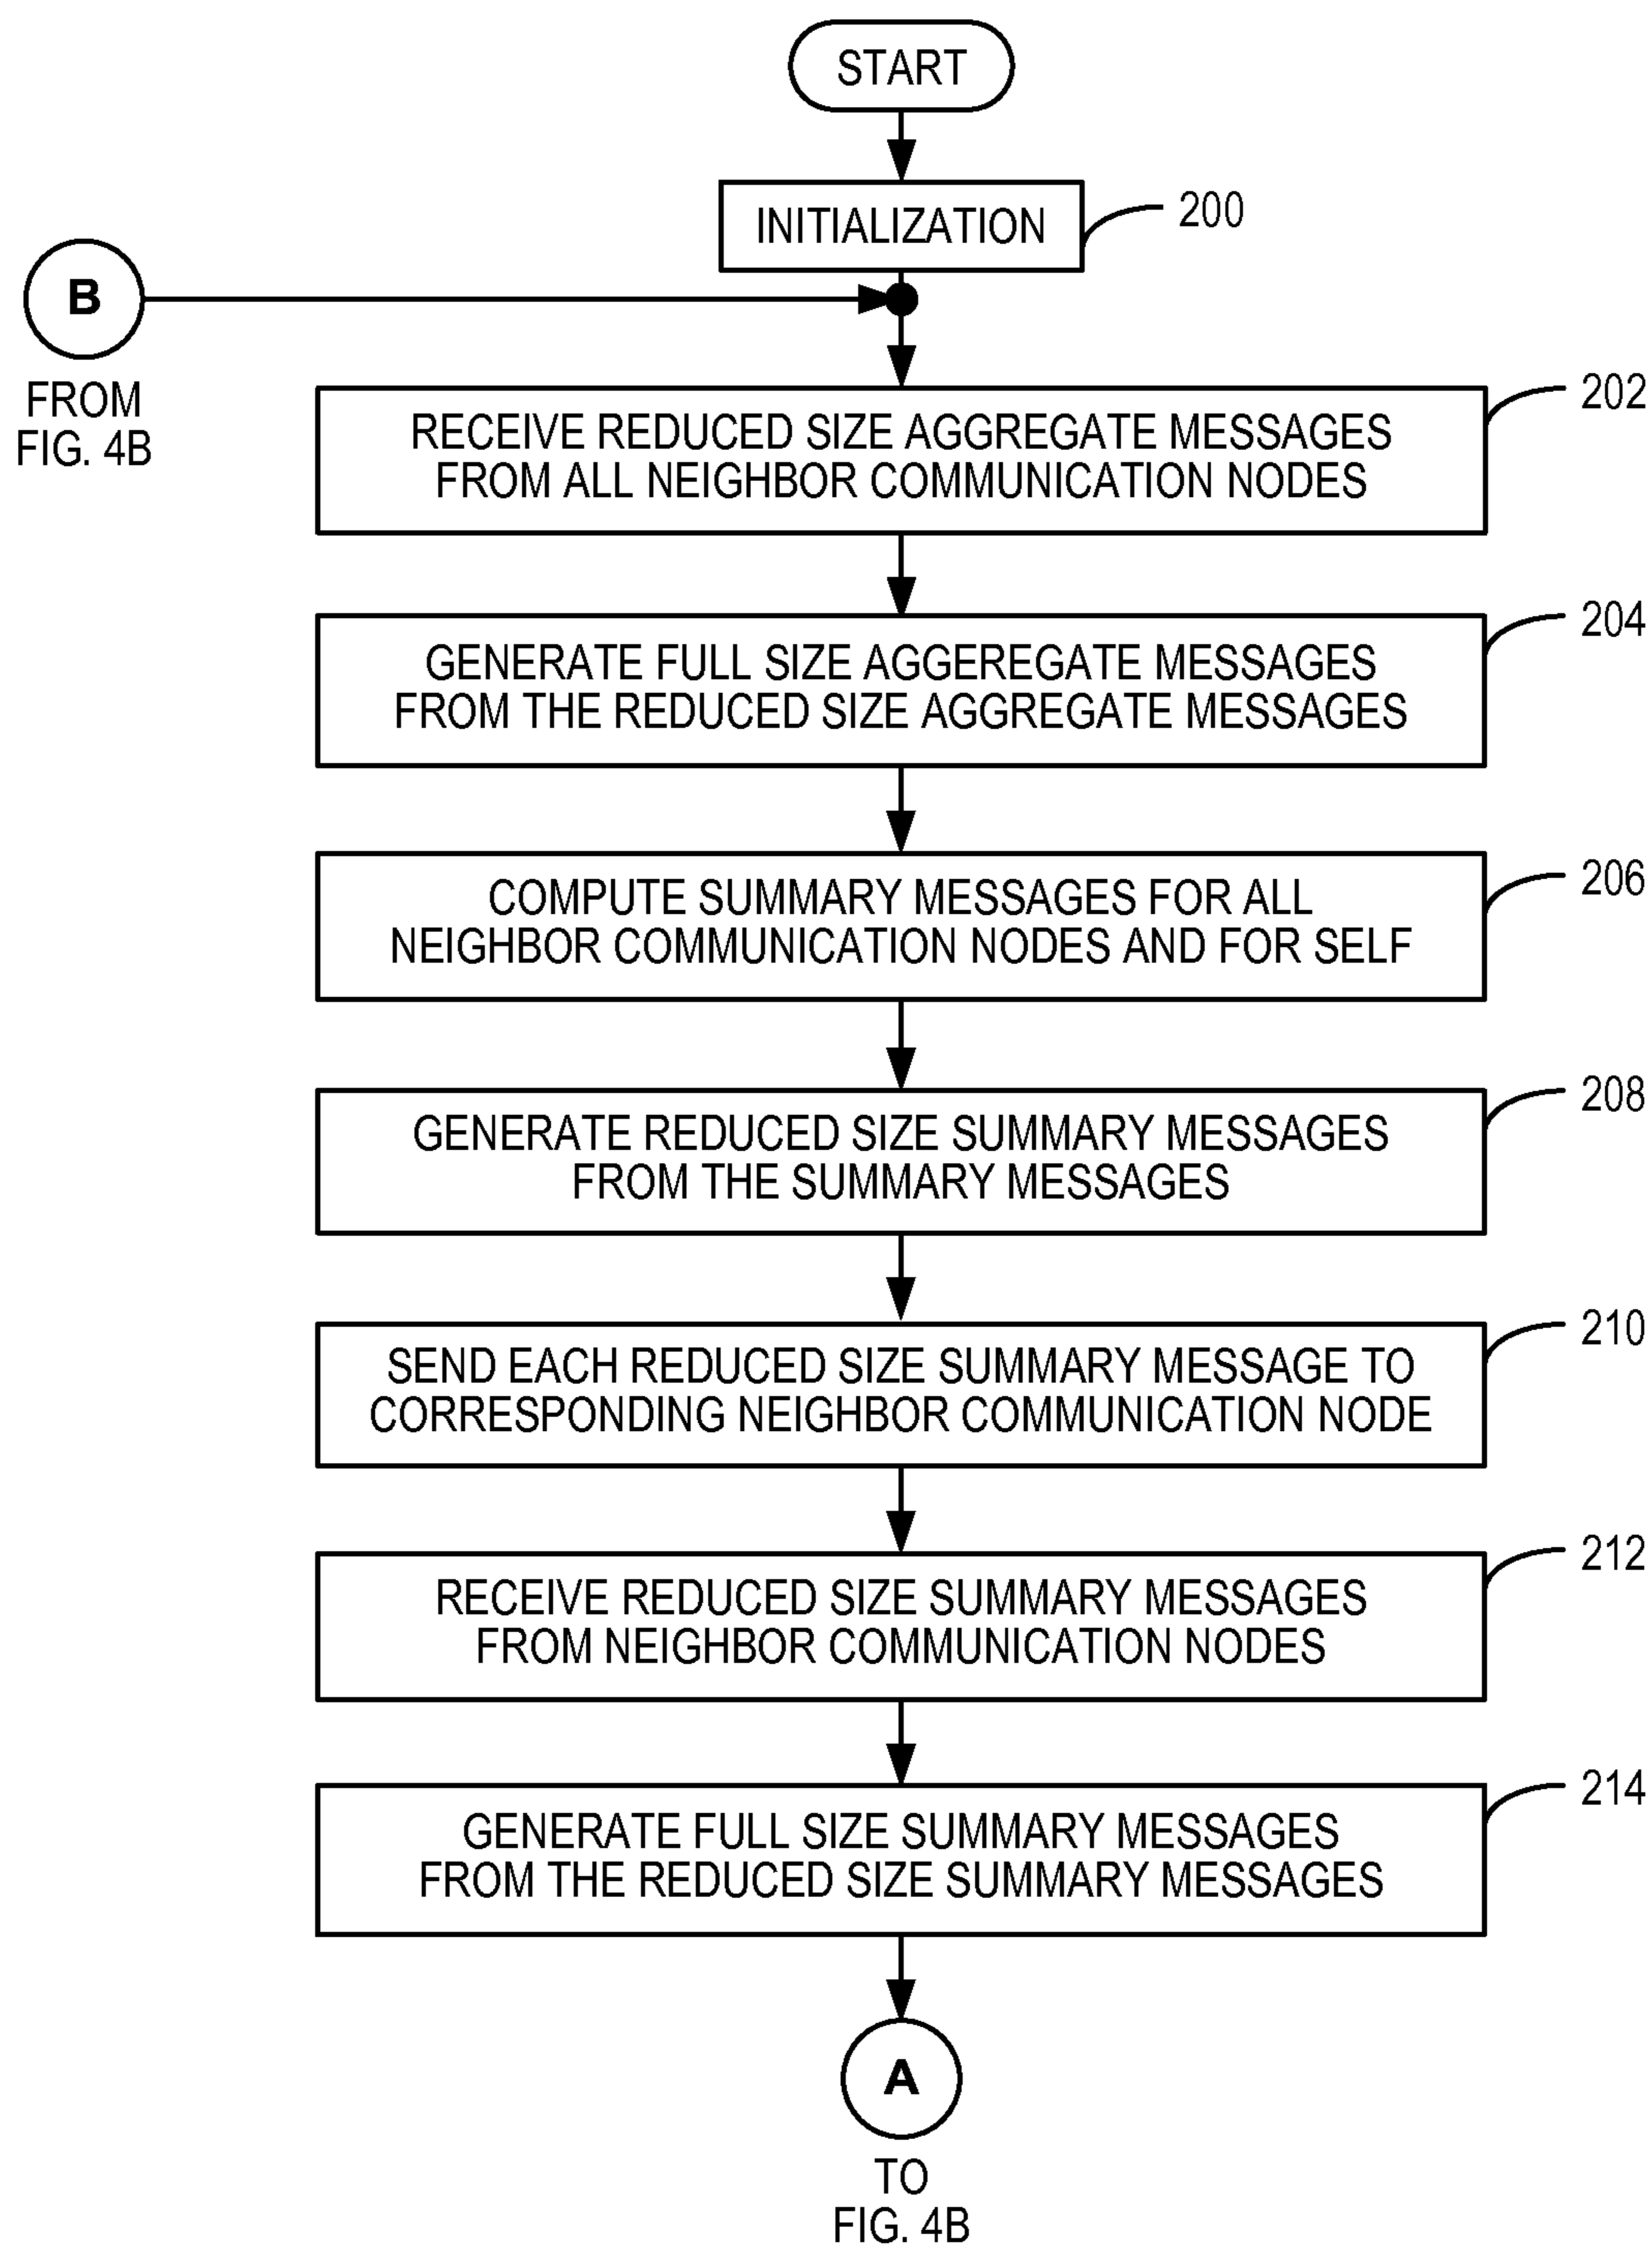 START
INITIALIZATION
200
B
FROM
FIG. 4B
RECEIVE REDUCED SIZE AGGREGATE MESSAGES
FROM ALL NEIGHBOR COMMUNICATION NODES
202
GENERATE FULL SIZE AGGEREGATE MESSAGES
FROM THE REDUCED SIZE AGGREGATE MESSAGES
204
COMPUTE SUMMARY MESSAGES FOR ALL
NEIGHBOR COMMUNICATION NODES AND FOR SELF
206
GENERATE REDUCED SIZE SUMMARY MESSAGES
FROM THE SUMMARY MESSAGES
208
SEND EACH REDUCED SIZE SUMMARY MESSAGE TO
CORRESPONDING NEIGHBOR COMMUNICATION NODE
210
RECEIVE REDUCED SIZE SUMMARY MESSAGES
FROM NEIGHBOR COMMUNICATION NODES
212
GENERATE FULL SIZE SUMMARY MESSAGES
FROM THE REDUCED SIZE SUMMARY MESSAGES
214
A
TO
FIG. 4B